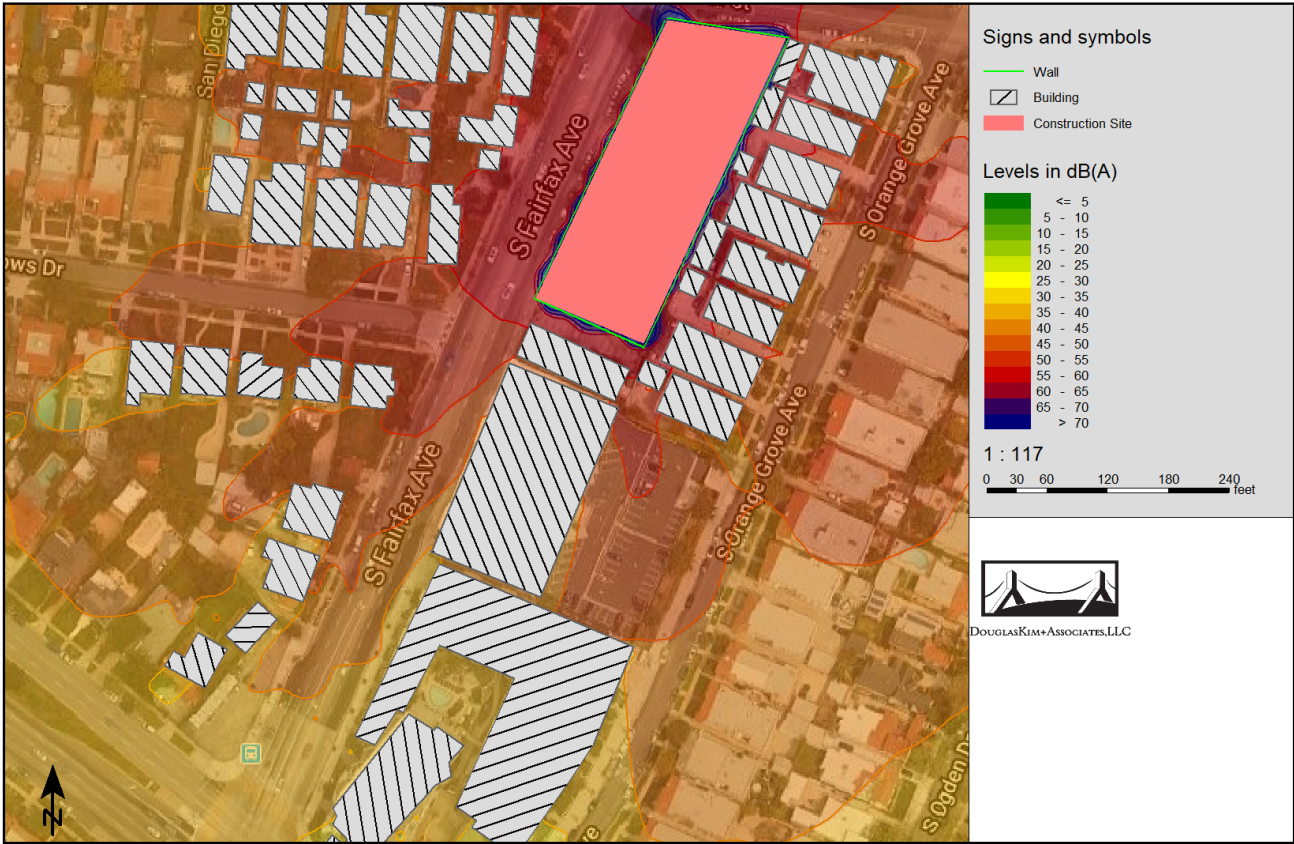 San Diego
S Fairfax Ave
S Orange Grove Ave
ows Dr
S Fairfax Ave
S Orange Grove Ave
S Ogden D
N
Signs and symbols
Wall
Building
Construction Site
Levels in dB(A)
<= 5
5 - 10
10 - 15
15 - 20
20 - 25
25 - 30
30 - 35
35 - 40
40 - 45
45 - 50
50 - 55
55 - 60
60 - 65
65 - 70
> 70
1 : 117
0 30 60 120 180 240
feet
DOUGLASKIM+ASSOCIATES,LLC